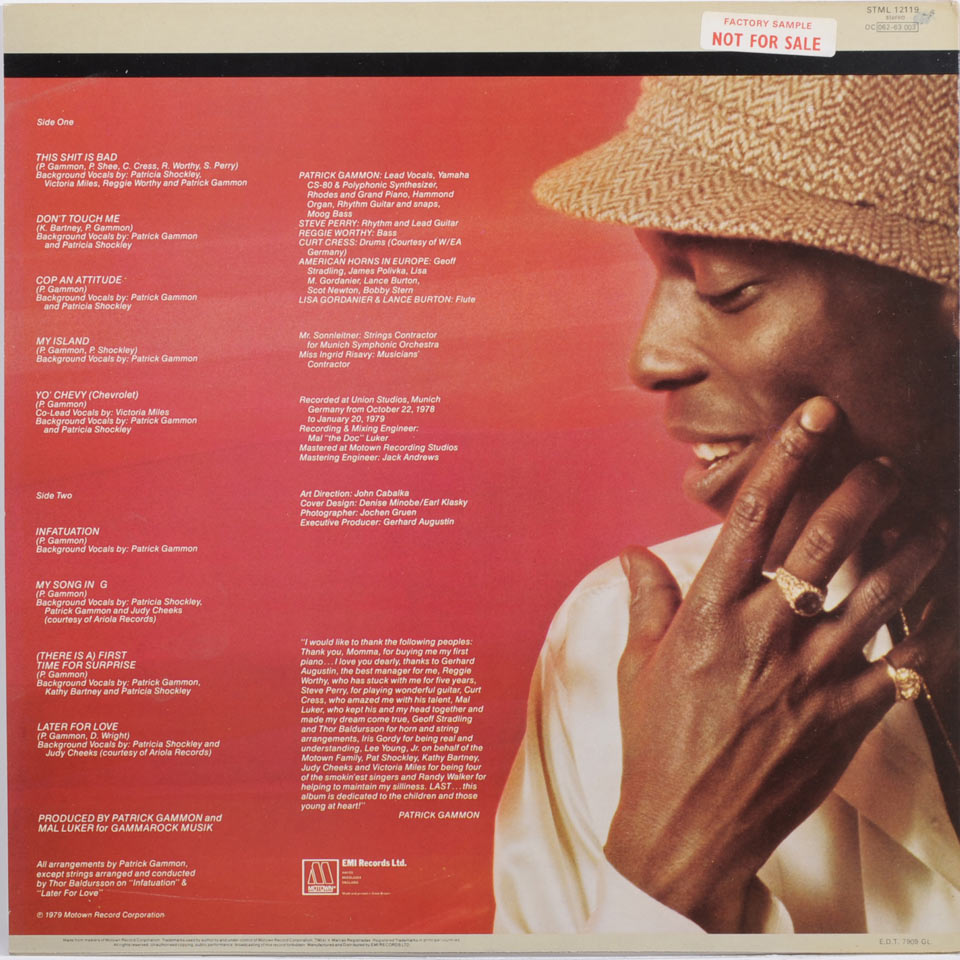 STML 12119
stereo
OC 062-63 003
FACTORY SAMPLE
NOT FOR SALE
Side One
THIS SHIT IS BAD
(P. Gammon, P. Shee, C. Cress, R. Worthy, S. Perry)
Background Vocals by: Patricia Shockley,
Victoria Miles, Reggie Worthy and Patrick Gammon
DON'T TOUCH ME
(K. Bartney, P. Gammon)
Background Vocals by: Patrick Gammon
and Patricia Shockley
COP AN ATTITUDE
(P. Gammon)
Background Vocals by: Patrick Gammon
and Patricia Shockley
MY ISLAND
(P. Gammon, P. Shockley)
Background Vocals by: Patrick Gammon
YO' CHEVY (Chevrolet)
(P. Gammon)
Co-Lead Vocals by: Victoria Miles
Background Vocals by: Patrick Gammon
and Patricia Shockley
Side Two
INFATUATION
(P. Gammon)
Background Vocals by: Patrick Gammon
MY SONG IN G
(P. Gammon)
Background Vocals by: Patricia Shockley,
Patrick Gammon and Judy Cheeks
(courtesy of Ariola Records)
(THERE IS A) FIRST
TIME FOR SURPRISE
(P. Gammon)
Background Vocals by: Patrick Gammon,
Kathy Bartney and Patricia Shockley
LATER FOR LOVE
(P. Gammon, D. Wright)
Background Vocals by: Patricia Shockley and
Judy Cheeks (courtesy of Ariola Records)
PRODUCED BY PATRICK GAMMON and
MAL LUKER for GAMMAROCK MUSIK
All arrangements by Patrick Gammon,
except strings arranged and conducted
by Thor Baldursson on "Infatuation" &
"Later For Love"
© 1979 Motown Record Corporation
PATRICK GAMMON: Lead Vocals, Yamaha
CS-80 & Polyphonic Synthesizer,
Rhodes and Grand Piano, Hammond
Organ, Rhythm Guitar and snaps,
Moog Bass
STEVE PERRY: Rhythm and Lead Guitar
REGGIE WORTHY: Bass
CURT CRESS: Drums (Courtesy of W/EA
Germany)
AMERICAN HORNS IN EUROPE: Geoff
Stradling, James Polivka, Lisa
M. Gordanier, Lance Burton,
Scot Newton, Bobby Stern
LISA GORDANIER & LANCE BURTON: Flute
Mr. Sonnleitner: Strings Contractor
for Munich Symphonic Orchestra
Miss Ingrid Risavy: Musicians'
Contractor
Recorded at Union Studios, Munich
Germany from October 22, 1978
to January 20, 1979
Recording & Mixing Engineer:
Mal "the Doc" Luker
Mastered at Motown Recording Studios
Mastering Engineer: Jack Andrews
Art Direction: John Cabalka
Cover Design: Denise Minobe/Earl Klasky
Photographer: Jochen Gruen
Executive Producer: Gerhard Augustin
"I would like to thank the following peoples:
Thank you, Momma, for buying me my first
piano...I love you dearly, thanks to Gerhard
Augustin, the best manager for me, Reggie
Worthy, who has stuck with me for five years,
Steve Perry, for playing wonderful guitar, Curt
Cress, who amazed me with his talent, Mal
Luker, who kept his and my head together and
made my dream come true, Geoff Stradling
and Thor Baldursson for horn and string
arrangements, Iris Gordy for being real and
understanding, Lee Young, Jr. on behalf of the
Motown Family, Pat Shockley, Kathy Bartney,
Judy Cheeks and Victoria Miles for being four
of the smokin'est singers and Randy Walker for
helping to maintain my silliness. LAST...this
album is dedicated to the children and those
young at heart!"
PATRICK GAMMON
MOTOWN
EMI Records Ltd.
E.D.T. 7909 GL